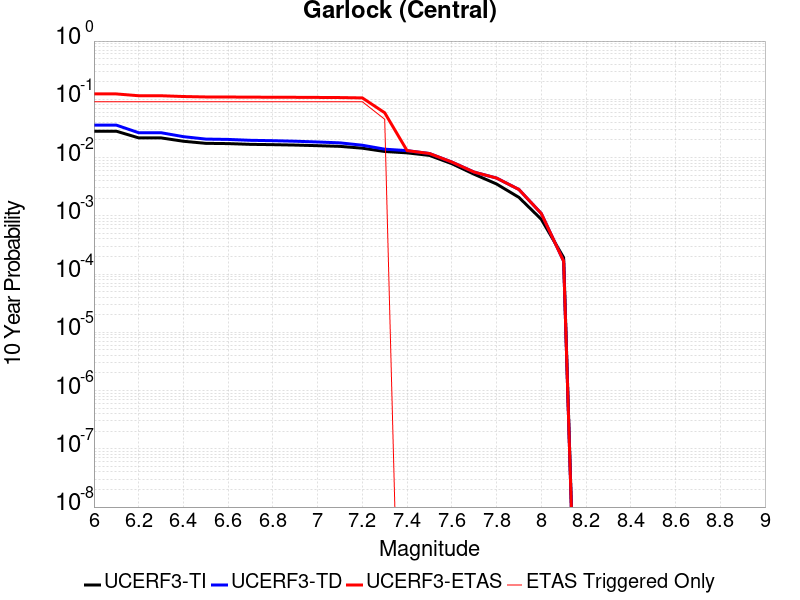 Garlock (Central)
10 0
10 -1
10 -2
10 -3
10 -4
10 -5
10 -6
10 -7
10 -8
10 Year Probability
6 6.2 6.4 6.6 6.8 7 7.2 7.4 7.6 7.8 8 8.2 8.4 8.6 8.8 9
Magnitude
UCERF3-TI UCERF3-TD UCERF3-ETAS ETAS Triggered Only